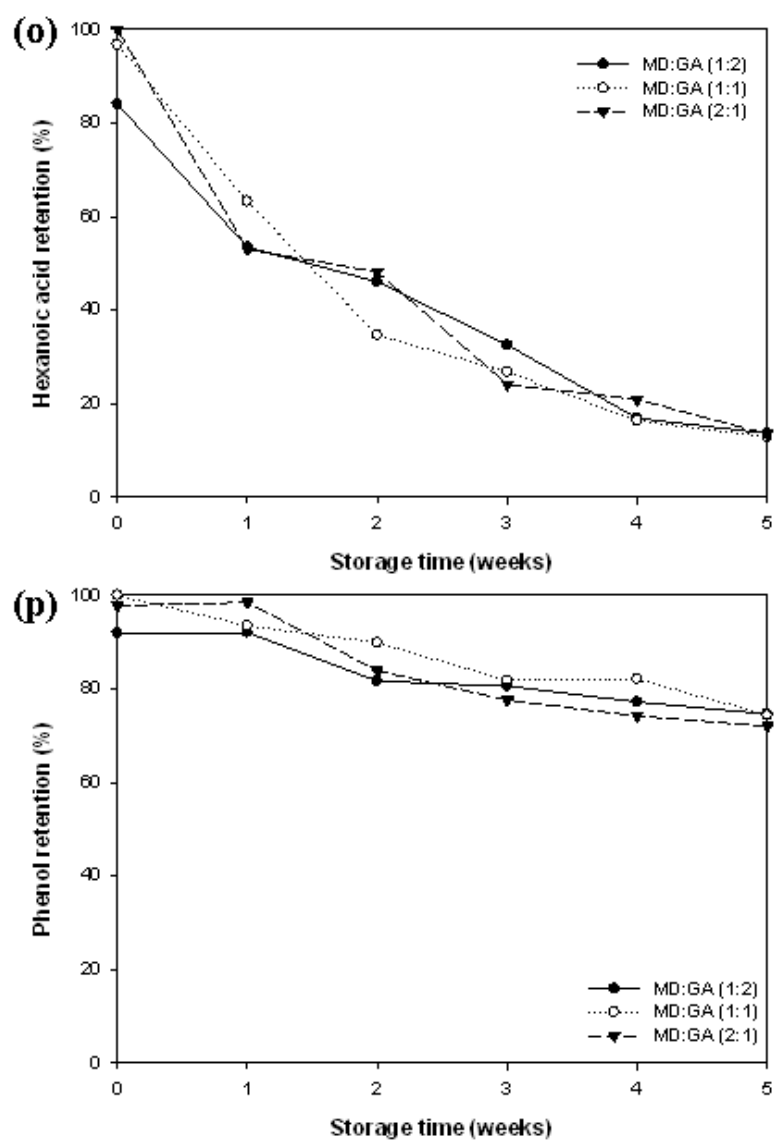 (o)
100
80
60
40
20
0
Hexanoic acid retention (%)
MD:GA (1:2)
MD:GA (1:1)
MD:GA (2:1)
0 1 2 3 4 5
Storage time (weeks)
(p)
100
80
60
40
20
0
Phenol retention (%)
MD:GA (1:2)
MD:GA (1:1)
MD:GA (2:1)
0 1 2 3 4 5
Storage time (weeks)